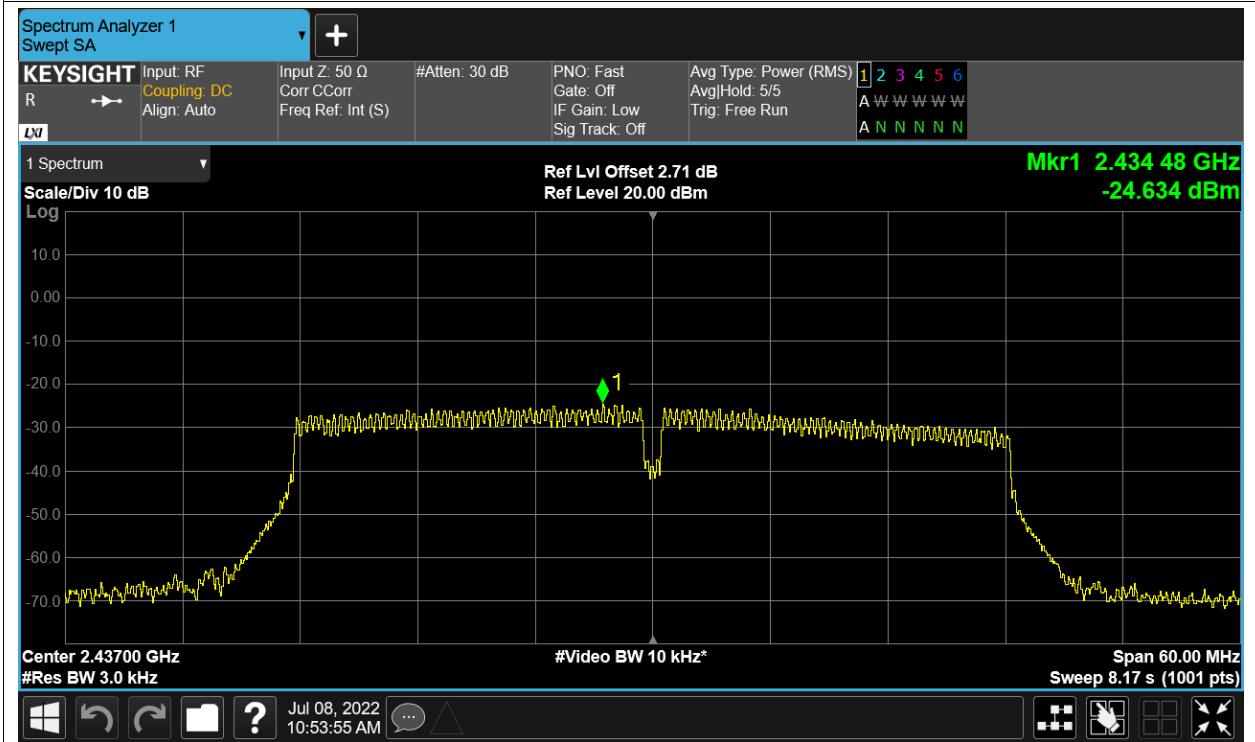 Spectrum Analyzer 1
Swept SA
+
KEYSIGHT
R
LXI
Input: RF
Coupling: DC
Align: Auto
Input Z: 50 Ω
Corr CCorr
Freq Ref: Int (S)
#Atten: 30 dB
PNO: Fast
Gate: Off
IF Gain: Low
Sig Track: Off
Avg Type: Power (RMS)
Avg|Hold: 5/5
Trig: Free Run
1 2 3 4 5 6
A W W W W W
A N N N N N
1 Spectrum
Scale/Div 10 dB
Log
Ref Lvl Offset 2.71 dB
Ref Level 20.00 dBm
Mkr1 2.434 48 GHz
-24.634 dBm
10.0
0.00
-10.0
-20.0
-30.0
-40.0
-50.0
-60.0
-70.0
1
Center 2.43700 GHz
#Res BW 3.0 kHz
#Video BW 10 kHz*
Span 60.00 MHz
Sweep 8.17 s (1001 pts)
?
Jul 08, 2022
10:53:55 AM